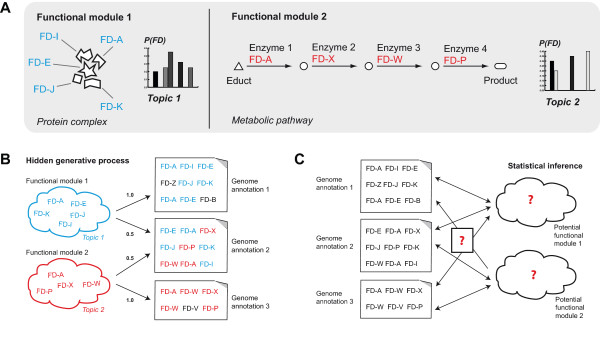 A
Functional module 1
FD-I
FD-A
FD-E
FD-J
FD-K
P(FD)
Topic 1
Protein complex
Functional module 2
Enzyme 1
Enzyme 2
Enzyme 3
Enzyme 4
FD-A
FD-X
FD-W
FD-P
Educt
Product
P(FD)
Topic 2
Metabolic pathway
B
Hidden generative process
Functional module 1
FD-A
FD-E
FD-K
FD-J
FD-I
Topic 1
1.0
0.5
Functional module 2
FD-A
FD-X
FD-W
FD-P
Topic 2
0.5
1.0
FD-A FD-I FD-E
FD-Z FD-J FD-K
FD-A FD-E FD-B
Genome
annotation 1
FD-E FD-A FD-X
FD-J FD-P FD-K
FD-W FD-A FD-I
Genome
annotation 2
FD-A FD-W FD-X
FD-W FD-V FD-P
Genome
annotation 3
C
Statistical inference
Genome
annotation 1
FD-A FD-I FD-E
FD-Z FD-J FD-K
FD-A FD-E FD-B
Genome
annotation 2
FD-E FD-A FD-X
FD-J FD-P FD-K
FD-W FD-A FD-I
Genome
annotation 3
FD-A FD-W FD-X
FD-W FD-V FD-P
?
?
Potential
functional
module 1
?
Potential
functional
module 2